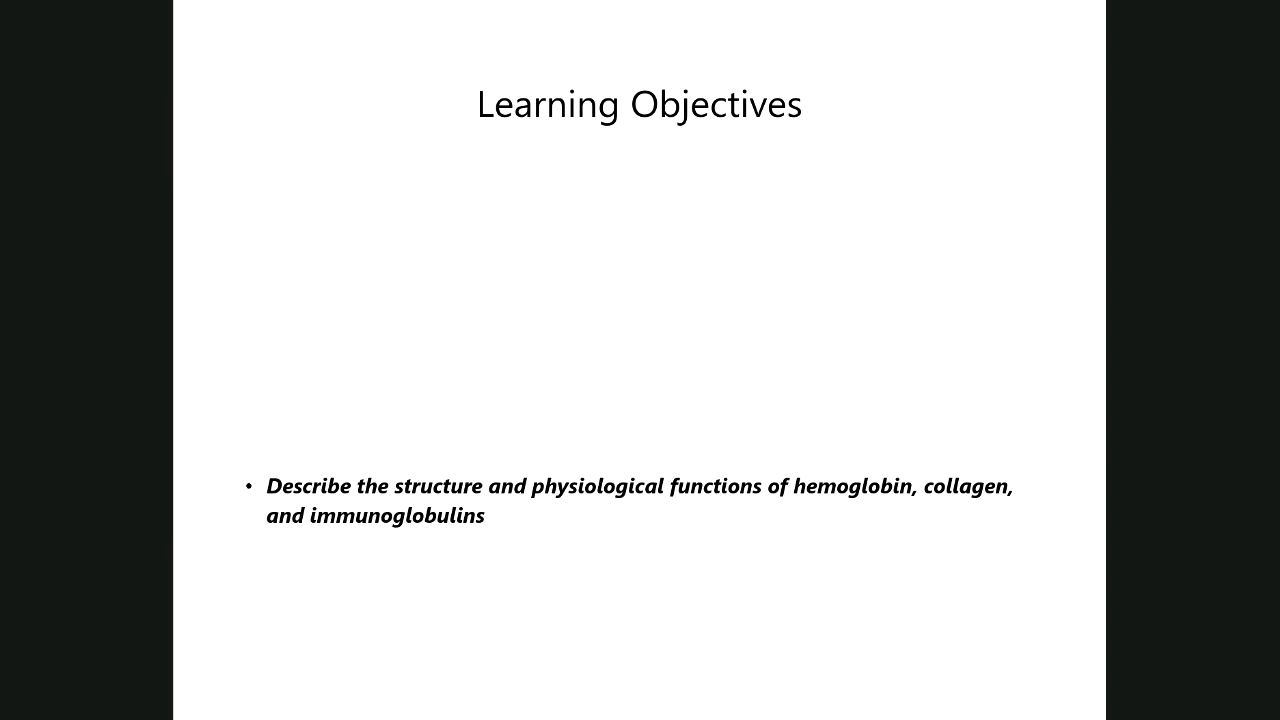 Learning Objectives
• Describe the structure and physiological functions of hemoglobin, collagen,
and immunoglobulins